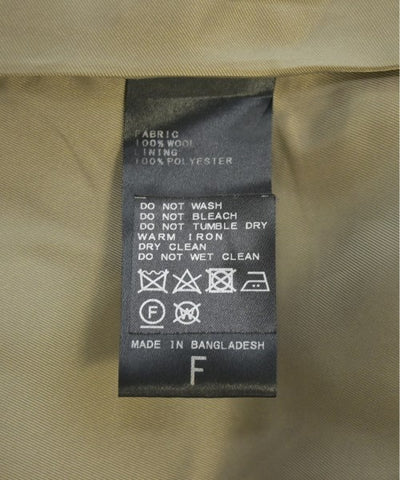 FABRIC
100% WOOL
LINING
100% POLYESTER
DO NOT WASH
DO NOT BLEACH
DO NOT TUMBLE DRY
WARM IRON
DRY CLEAN
DO NOT WET CLEAN
F W
MADE IN BANGLADESH
F